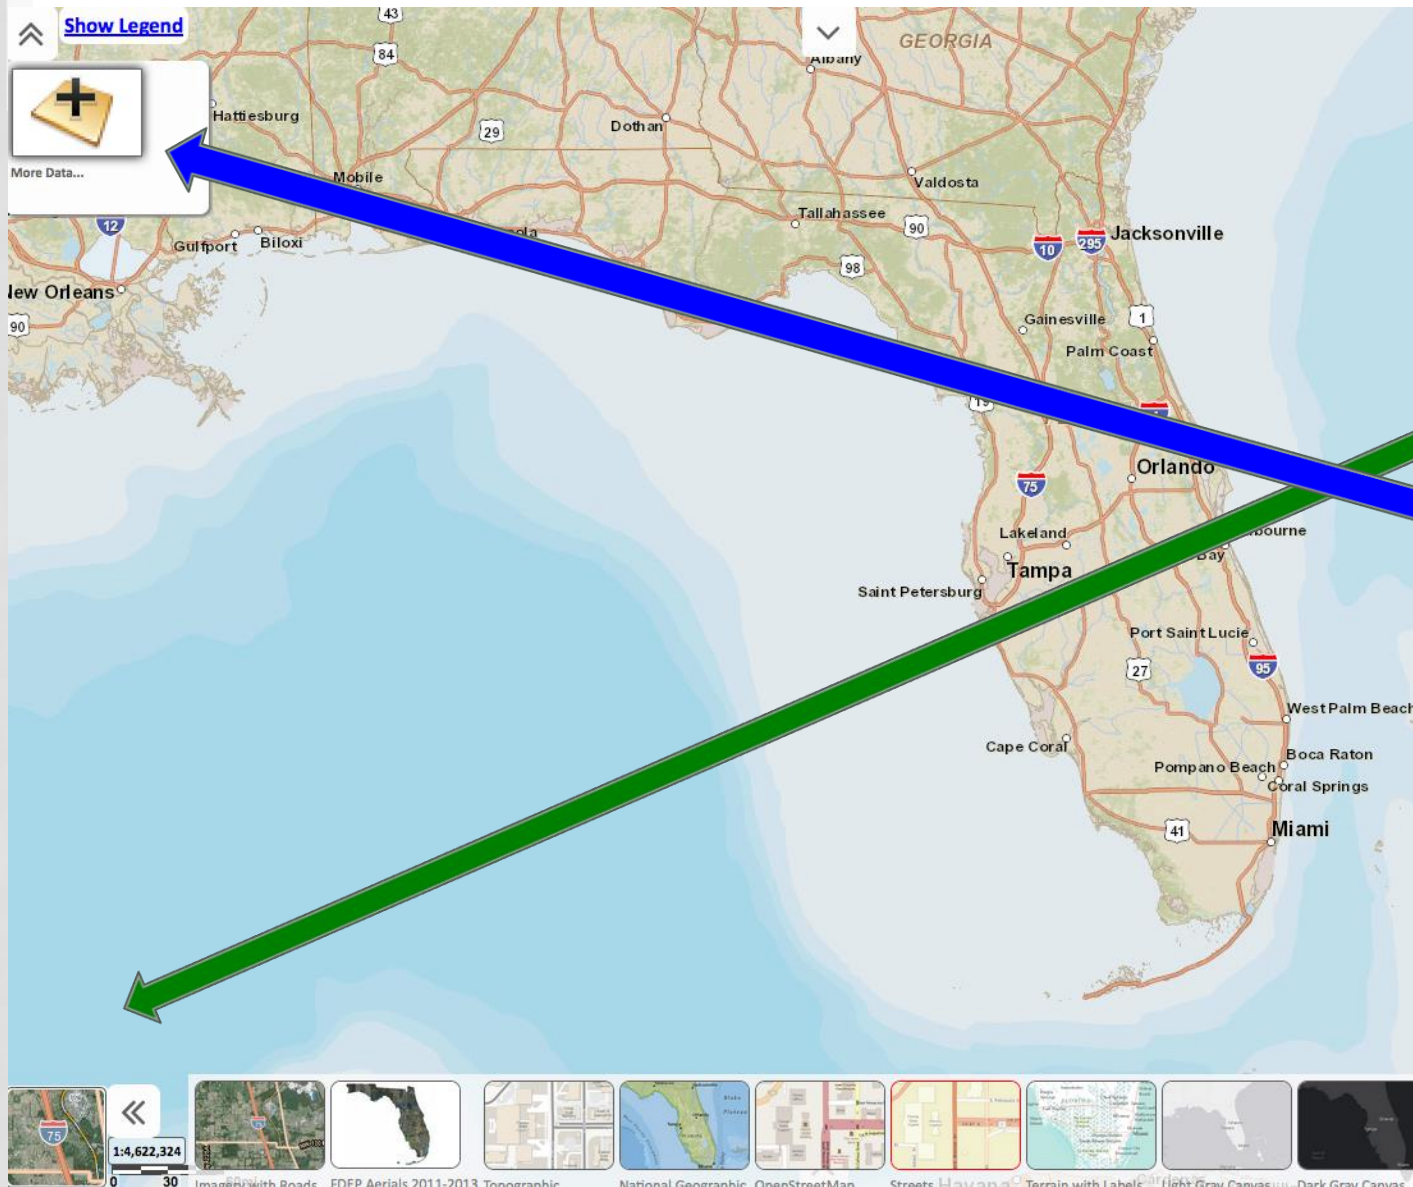 Show Legend
More Data...
43
84
GEORGIA
Albany
Hattiesburg
29
Dothan
Mobile
Valdosta
Tallahassee
90
12
Gulfport
Biloxi
98
10
295
Jacksonville
New Orleans
90
Gainesville
1
Palm Coast
19
Orlando
75
Lakeland
Tampa
Bay
Saint Petersburg
Port Saint Lucie
27
95
West Palm Beach
Cape Coral
Boca Raton
Pompano Beach
Coral Springs
41
Miami
75
1:4,622,324
0 30
Imagery with Roads
FDEP Aerials 2011-2013
Topographic
National Geographic
OpenStreetMap
Streets
Havana
Terrain with Labels
Light Gray Canvas
Dark Gray Canvas